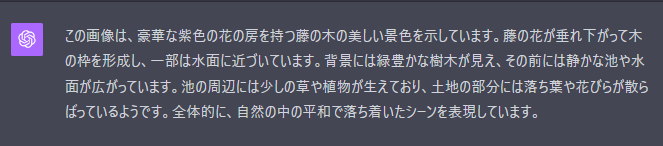 この画像は、豪華な紫色の花の房を持つ藤の木の美しい景色を示しています。藤の花が垂れ下がって木
の枠を形成し、一部は水面に近づいています。背景には緑豊かな樹木が見え、その前には静かな池や水
面が広がっています。池の周辺には少しの草や植物が生えており、土地の部分には落ち葉や花びらが散ら
ばっているようです。全体的に、自然の中の平和で落ち着いたシーンを表現しています。